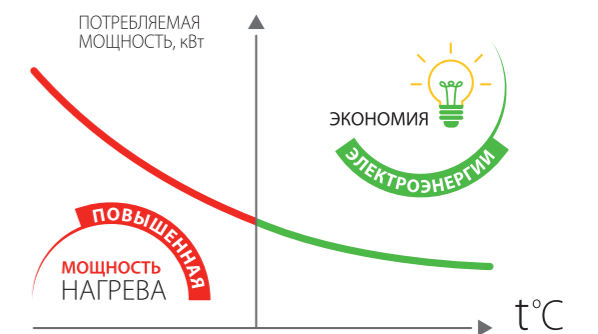 ПОТРЕБЛЯЕМАЯ
МОЩНОСТЬ, кВт
ЭКОНОМИЯ
ЭЛЕКТРОЭНЕРГИИ
ПОВЫШЕННАЯ
МОЩНОСТЬ
НАГРЕВА
t°C